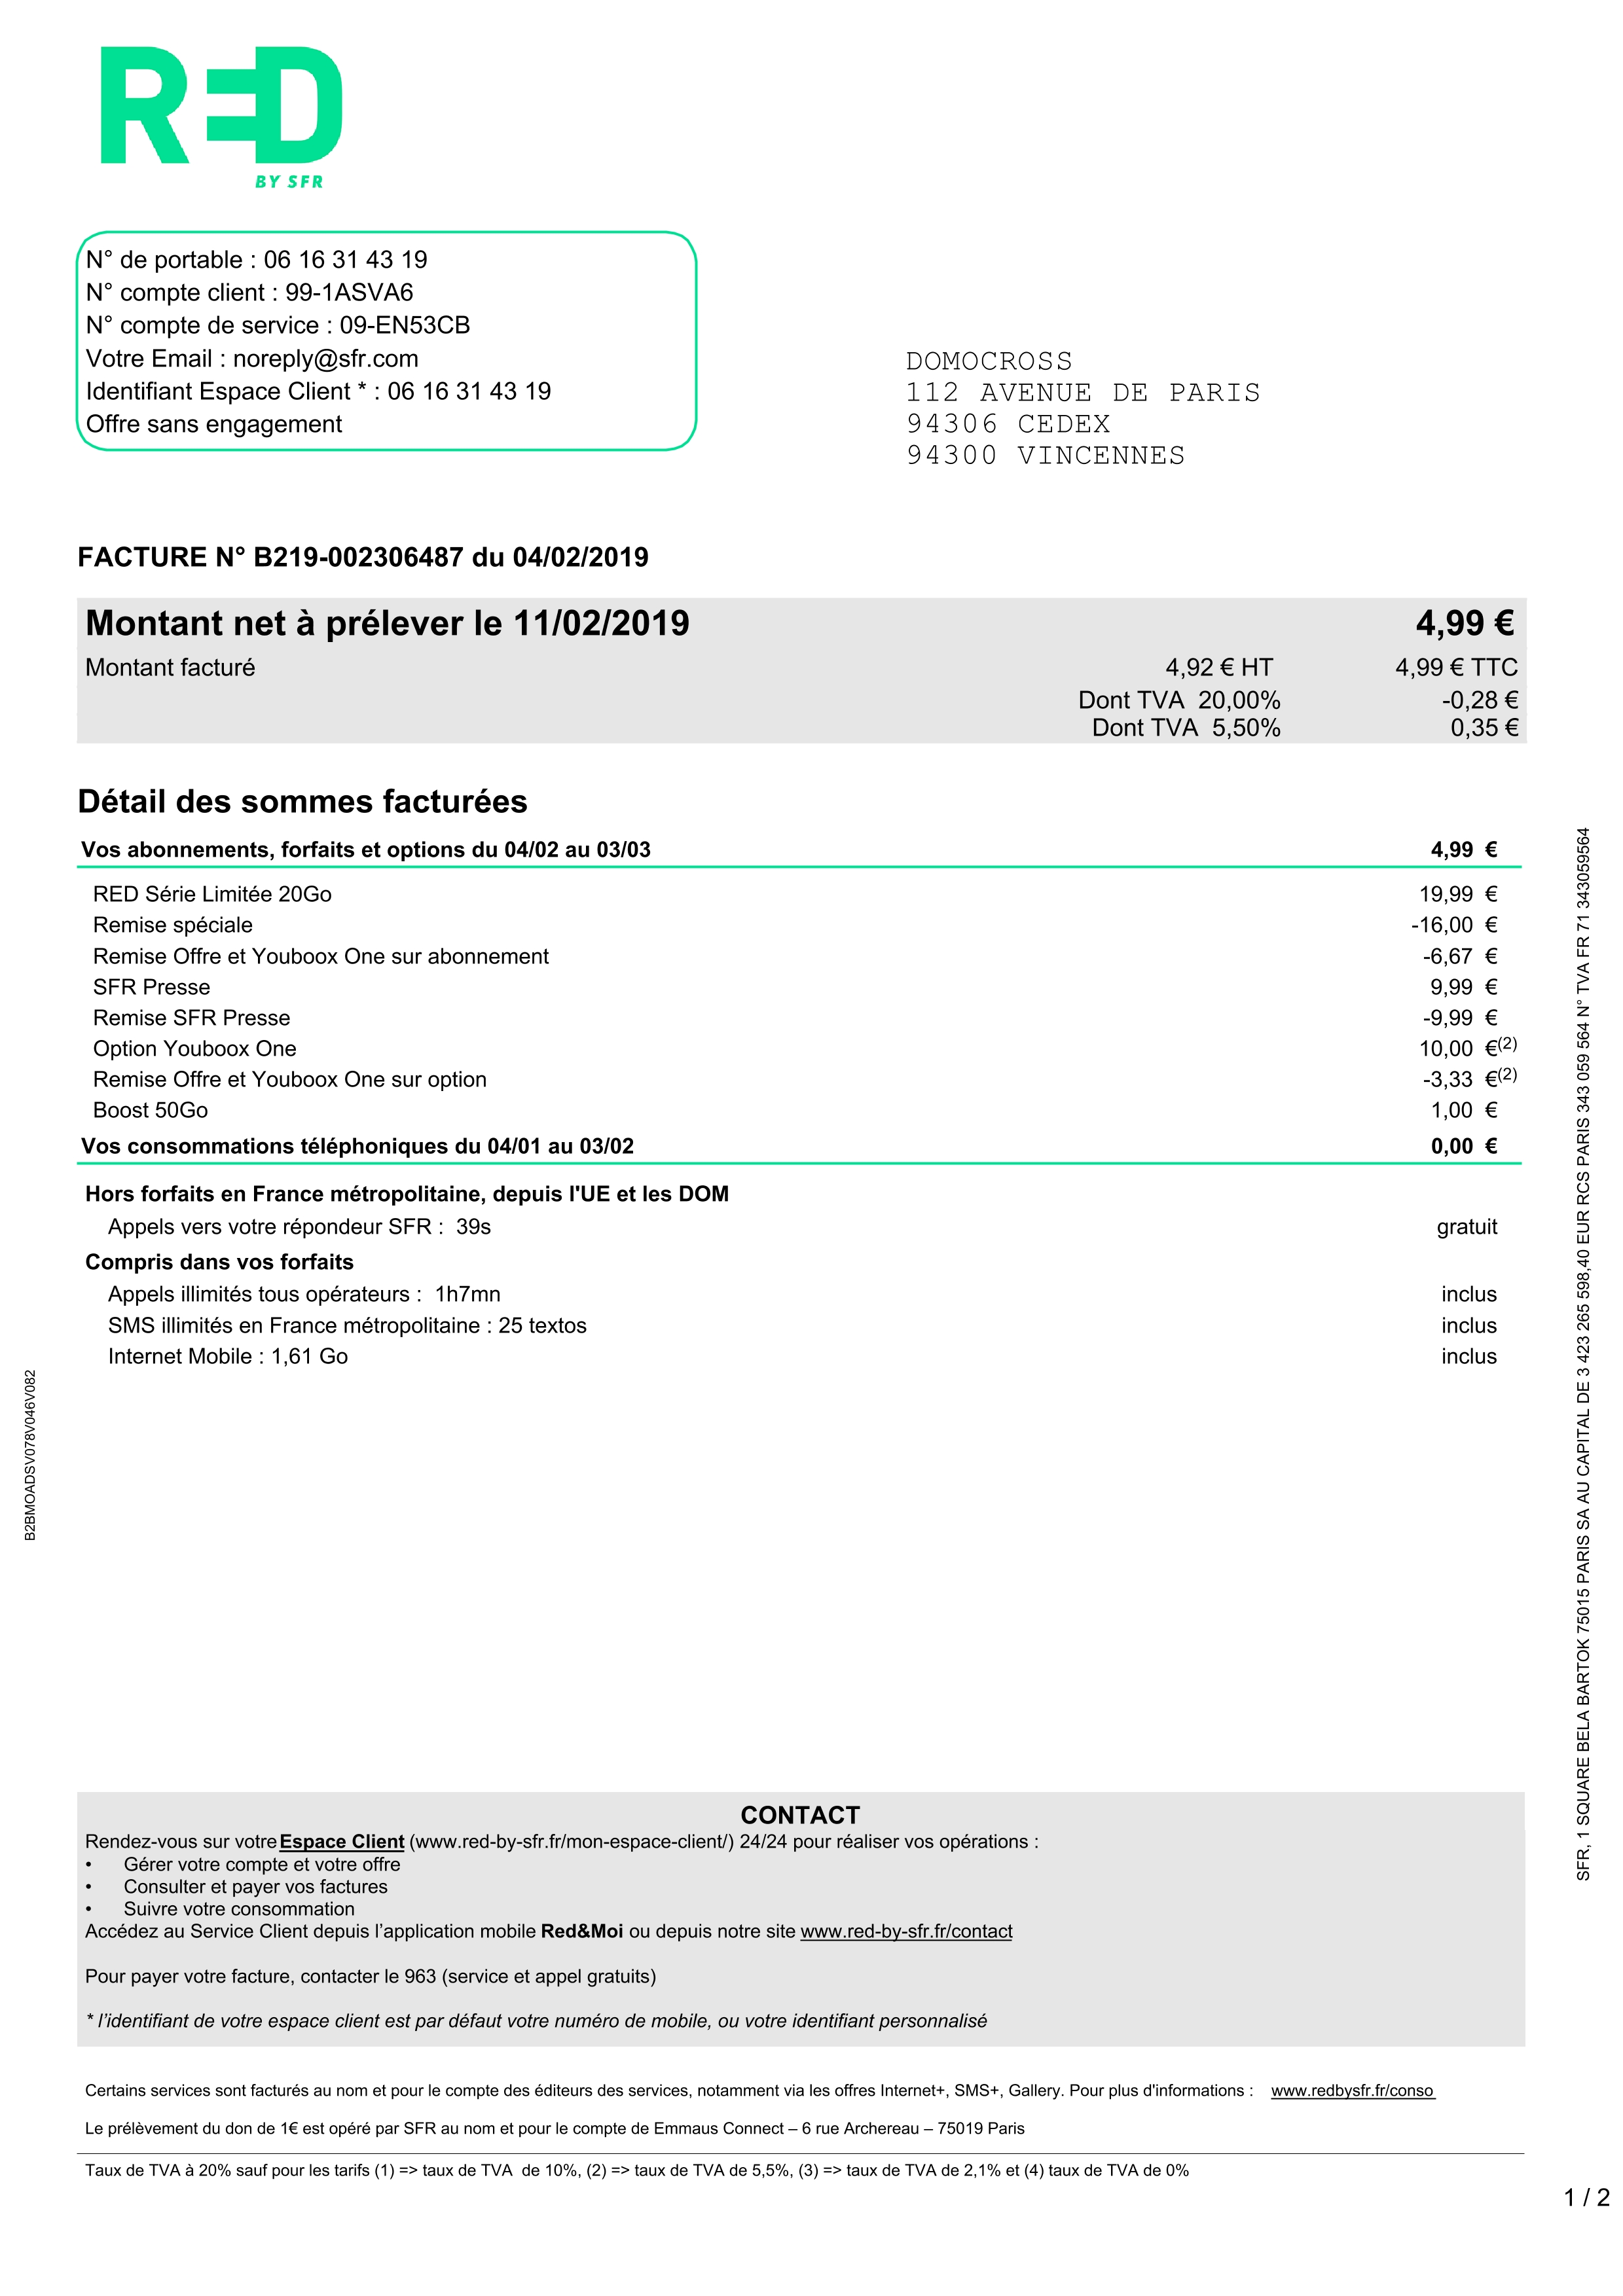 RED
BY SFR
N° de portable : 06 16 31 43 19
N° compte client : 99-1ASVA6
N° compte de service : 09-EN53CB
Votre Email : noreply@sfr.com
Identifiant Espace Client * : 06 16 31 43 19
Offre sans engagement
DOMOCROSS
112 AVENUE DE PARIS
94306 CEDEX
94300 VINCENNES
FACTURE N° B219-002306487 du 04/02/2019
Montant net à prélever le 11/02/2019 4,99 €
Montant facturé 4,92 € HT 4,99 € TTC
Dont TVA 20,00% -0,28 €
Dont TVA 5,50% 0,35 €
Détail des sommes facturées
Vos abonnements, forfaits et options du 04/02 au 03/03 4,99 €
RED Série Limitée 20Go 19,99 €
Remise spéciale -16,00 €
Remise Offre et Youboox One sur abonnement -6,67 €
SFR Presse 9,99 €
Remise SFR Presse -9,99 €
Option Youboox One 10,00 €(2)
Remise Offre et Youboox One sur option -3,33 €(2)
Boost 50Go 1,00 €
Vos consommations téléphoniques du 04/01 au 03/02 0,00 €
Hors forfaits en France métropolitaine, depuis l'UE et les DOM
Appels vers votre répondeur SFR : 39s gratuit
Compris dans vos forfaits
Appels illimités tous opérateurs : 1h7mn inclus
SMS illimités en France métropolitaine : 25 textos inclus
Internet Mobile : 1,61 Go inclus
B2BMOADSV078V046V082
SFR, 1 SQUARE BELA BARTOK 75015 PARIS SA AU CAPITAL DE 3 423 265 598,40 EUR RCS PARIS 343 059 564 N° TVA FR 71 343059564
CONTACT
Rendez-vous sur votre Espace Client (www.red-by-sfr.fr/mon-espace-client/) 24/24 pour réaliser vos opérations :
• Gérer votre compte et votre offre
• Consulter et payer vos factures
• Suivre votre consommation
Accédez au Service Client depuis l’application mobile Red&Moi ou depuis notre site www.red-by-sfr.fr/contact
Pour payer votre facture, contacter le 963 (service et appel gratuits)
* l’identifiant de votre espace client est par défaut votre numéro de mobile, ou votre identifiant personnalisé
Certains services sont facturés au nom et pour le compte des éditeurs des services, notamment via les offres Internet+, SMS+, Gallery. Pour plus d'informations : www.redbysfr.fr/conso
Le prélèvement du don de 1€ est opéré par SFR au nom et pour le compte de Emmaus Connect – 6 rue Archereau – 75019 Paris
Taux de TVA à 20% sauf pour les tarifs (1) => taux de TVA de 10%, (2) => taux de TVA de 5,5%, (3) => taux de TVA de 2,1% et (4) taux de TVA de 0%
1 / 2